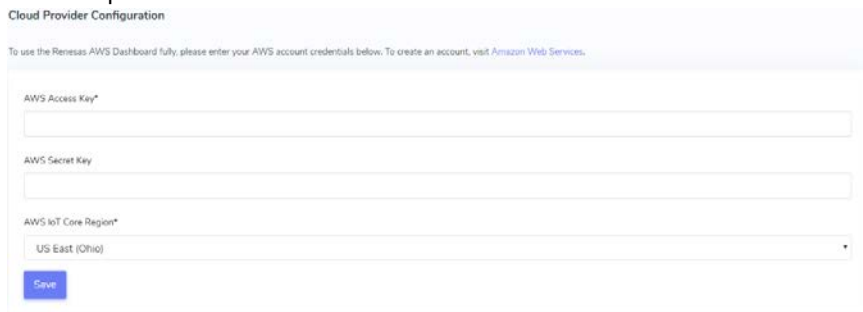 Cloud Provider Configuration
To use the Renesas AWS Dashboard fully, please enter your AWS account credentials below. To create an account, visit Amazon Web Services.
AWS Access Key*
AWS Secret Key
AWS IoT Core Region*
US East (Ohio)
Save